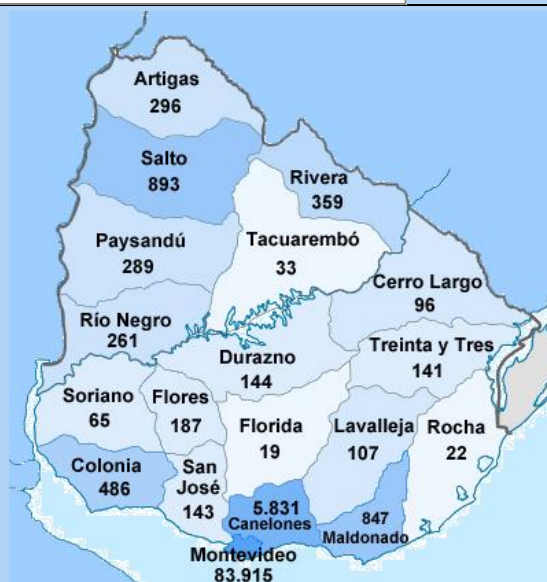 Artigas
296
Salto
893
Rivera
359
Paysandú
289
Tacuarembó
33
Cerro Largo
96
Río Negro
261
Durazno
144
Treinta y Tres
141
Soriano
65
Flores
187
Florida
19
Lavalleja
107
Rocha
22
Colonia
486
San
José
143
5.831
Canelones
847
Maldonado
Montevideo
83.915